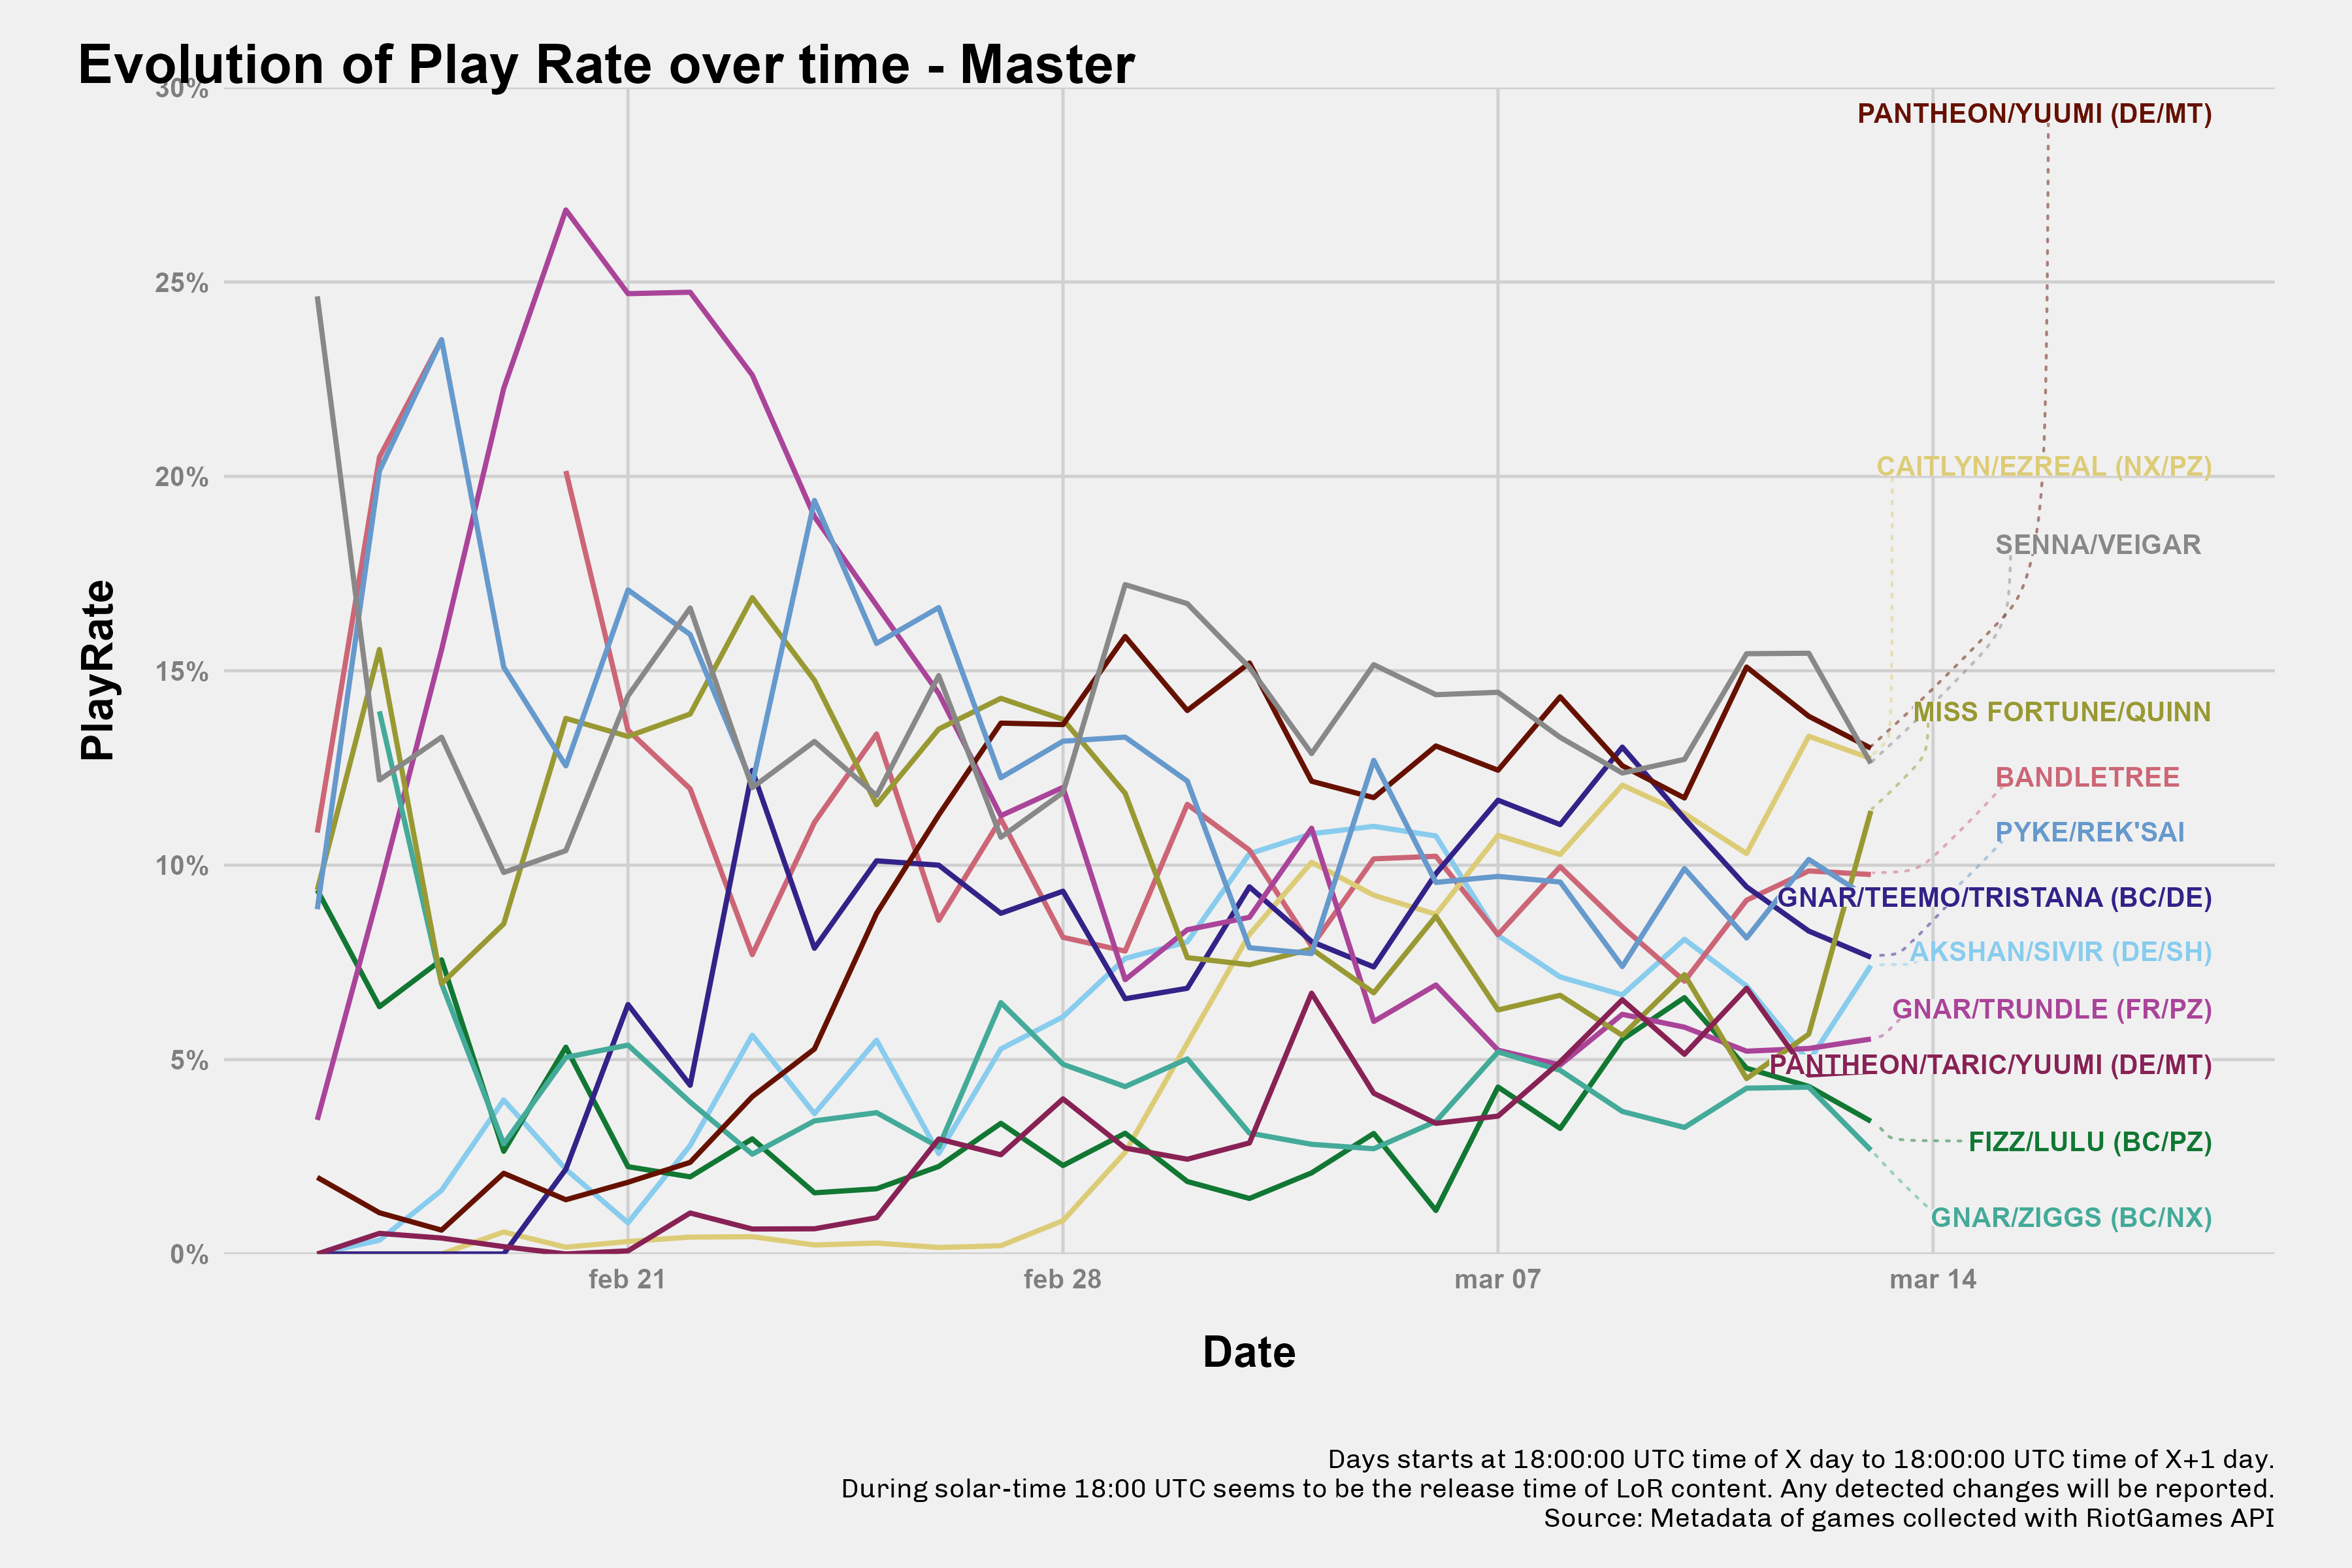 Evolution of Play Rate over time - Master
30%
25%
20%
15%
10%
5%
0%
PlayRate
PANTHEON/YUUMI (DE/MT)
CAITLYN/EZREAL (NX/PZ)
SENNA/VEIGAR
MISS FORTUNE/QUINN
BANDLETREE
PYKE/REK'SAI
GNAR/TEEMO/TRISTANA (BC/DE)
AKSHAN/SIVIR (DE/SH)
GNAR/TRUNDLE (FR/PZ)
PANTHEON/TARIC/YUUMI (DE/MT)
FIZZ/LULU (BC/PZ)
GNAR/ZIGGS (BC/NX)
feb 21
feb 28
mar 07
mar 14
Date
Days starts at 18:00:00 UTC time of X day to 18:00:00 UTC time of X+1 day.
During solar-time 18:00 UTC seems to be the release time of LoR content. Any detected changes will be reported.
Source: Metadata of games collected with RiotGames API